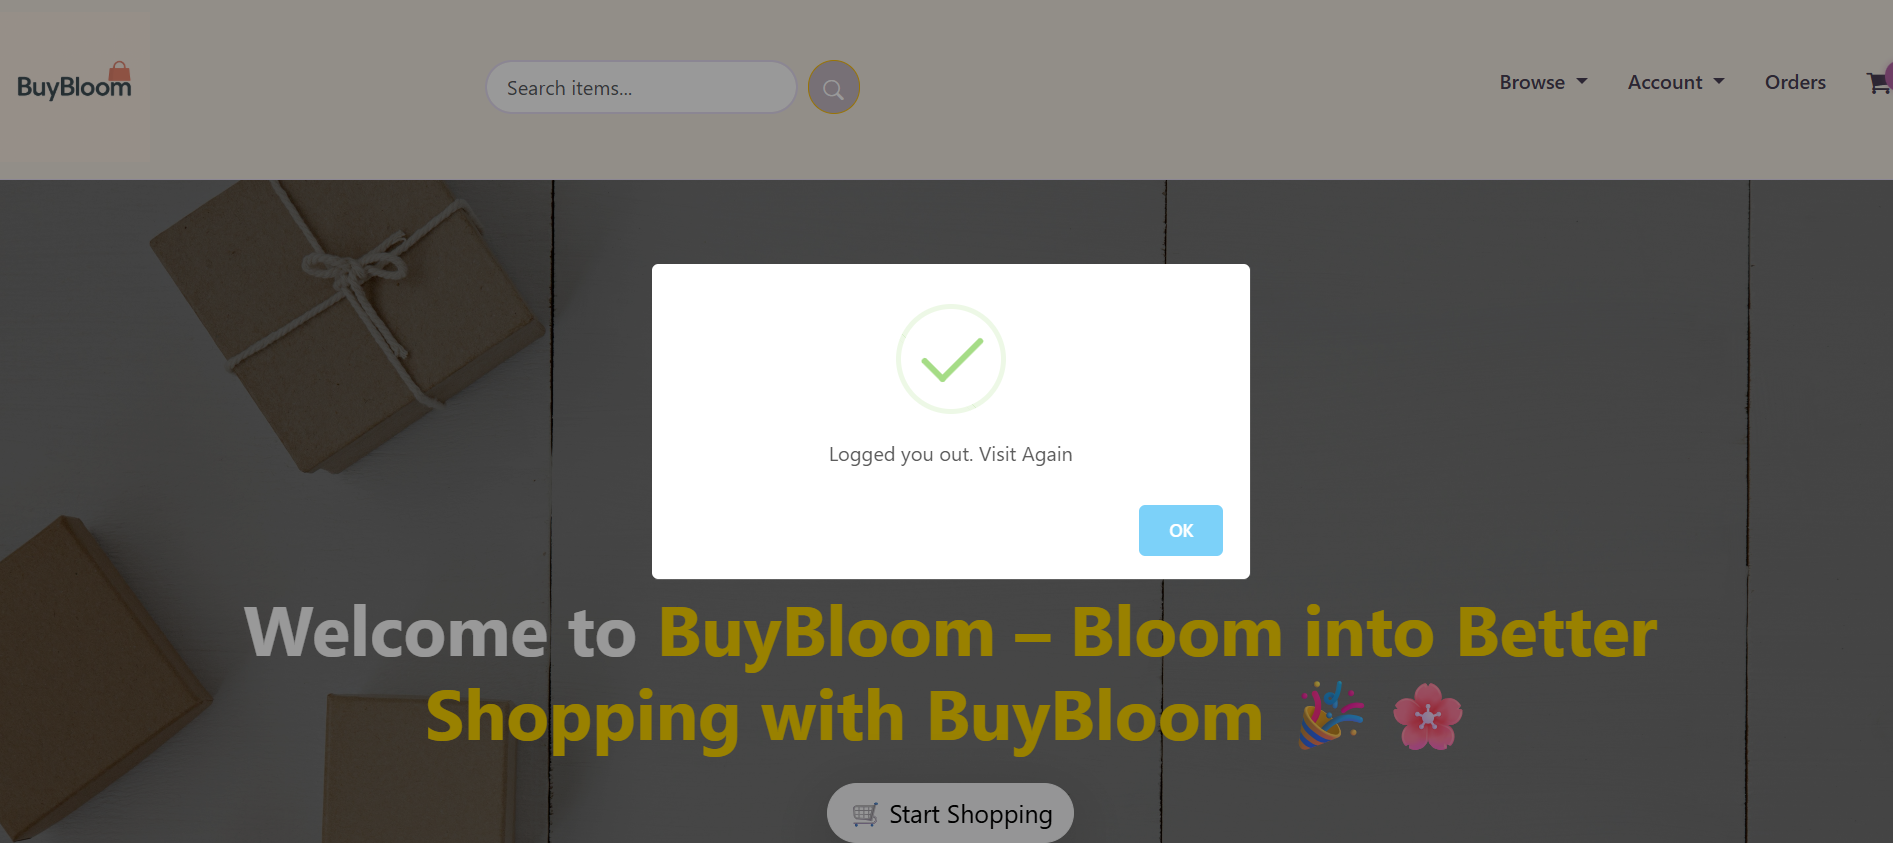 BuyBloom
Search items...
Browse
Account
Orders
Logged you out. Visit Again
OK
Welcome to BuyBloom – Bloom into Better
Shopping with BuyBloom 🎉 🌸
🛒 Start Shopping